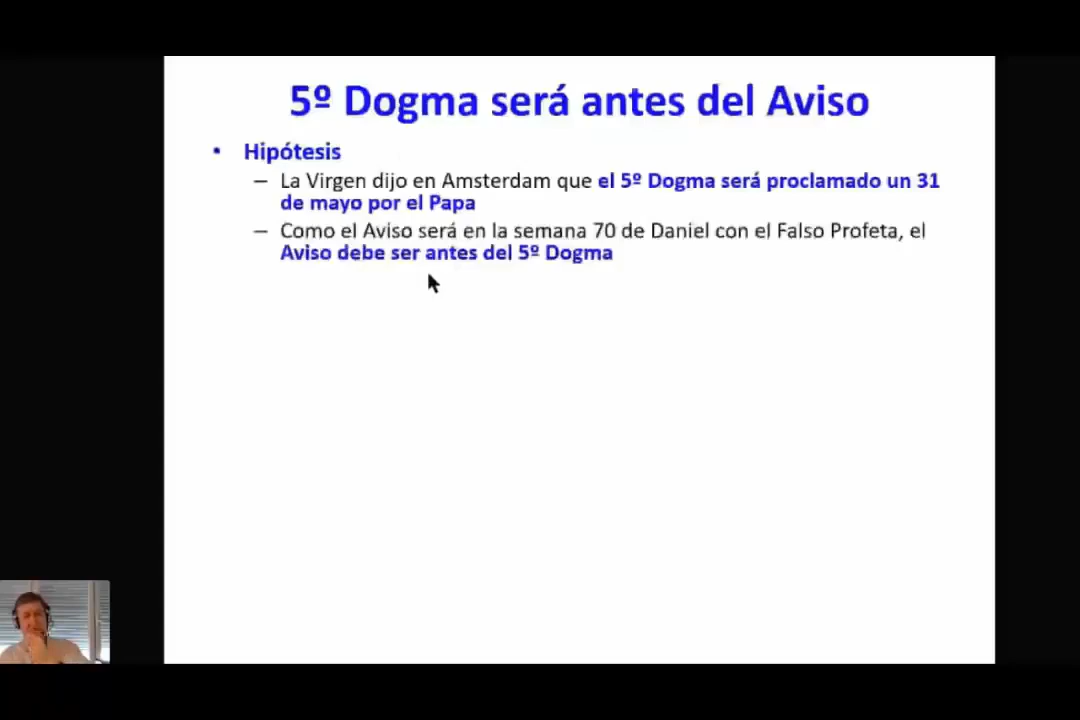 5º Dogma será antes del Aviso
• Hipótesis
– La Virgen dijo en Amsterdam que el 5º Dogma será proclamado un 31
de mayo por el Papa
– Como el Aviso será en la semana 70 de Daniel con el Falso Profeta, el
Aviso debe ser antes del 5º Dogma